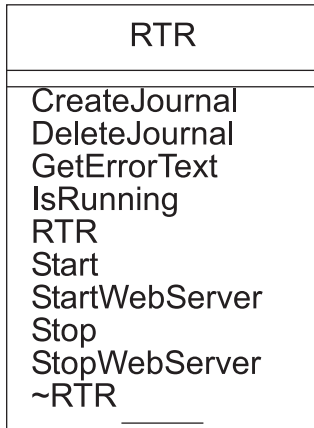 RTR
CreateJournal
DeleteJournal
GetErrorText
IsRunning
RTR
Start
StartWebServer
Stop
StopWebServer
~RTR